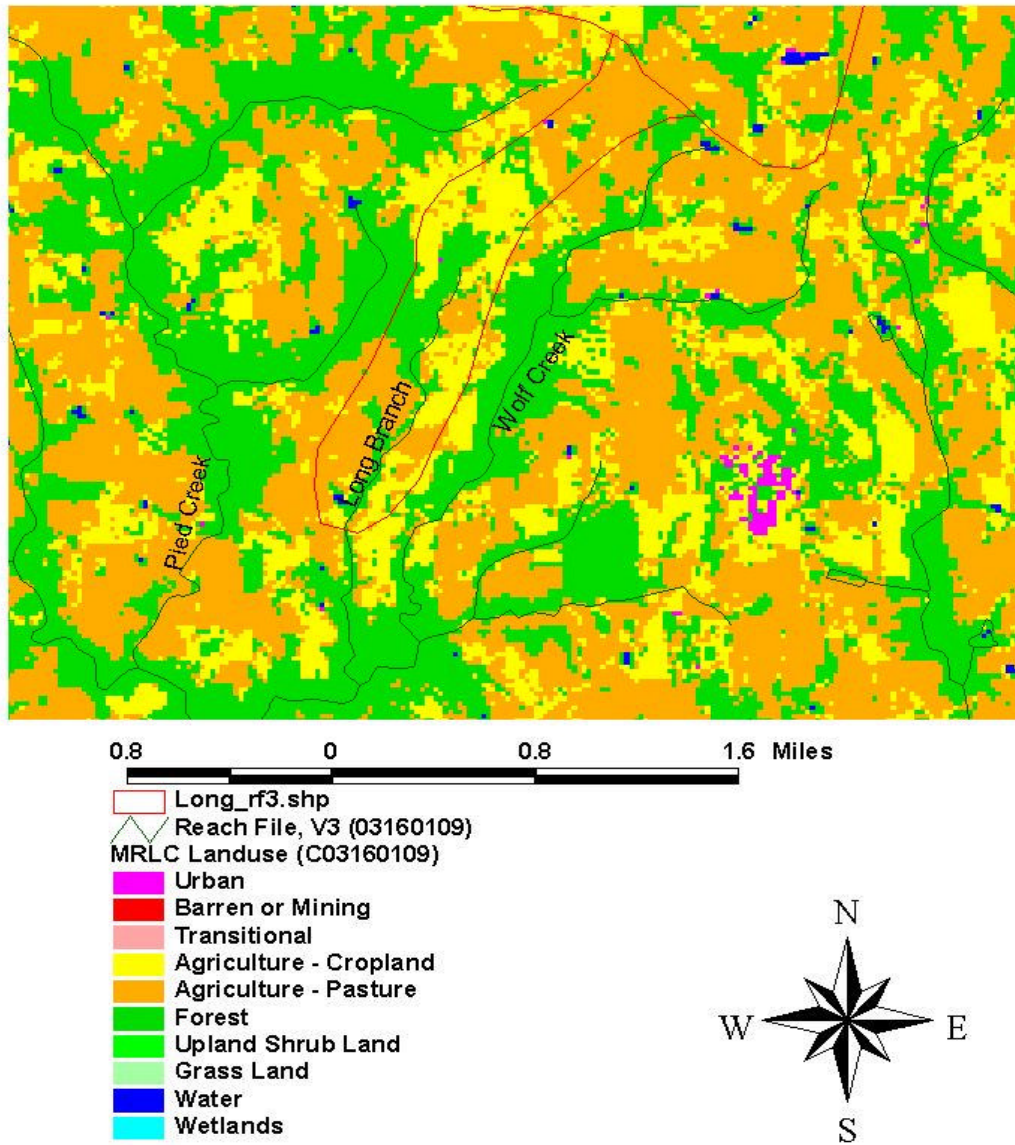 Pied Creek
Long Branch
Wolf Creek
0.8 0 0.8 1.6 Miles
Long_rf3.shp
Reach File, V3 (03160109)
MRLC Landuse (C03160109)
Urban
Barren or Mining
Transitional
Agriculture - Cropland
Agriculture - Pasture
Forest
Upland Shrub Land
Grass Land
Water
Wetlands
N
W E
S